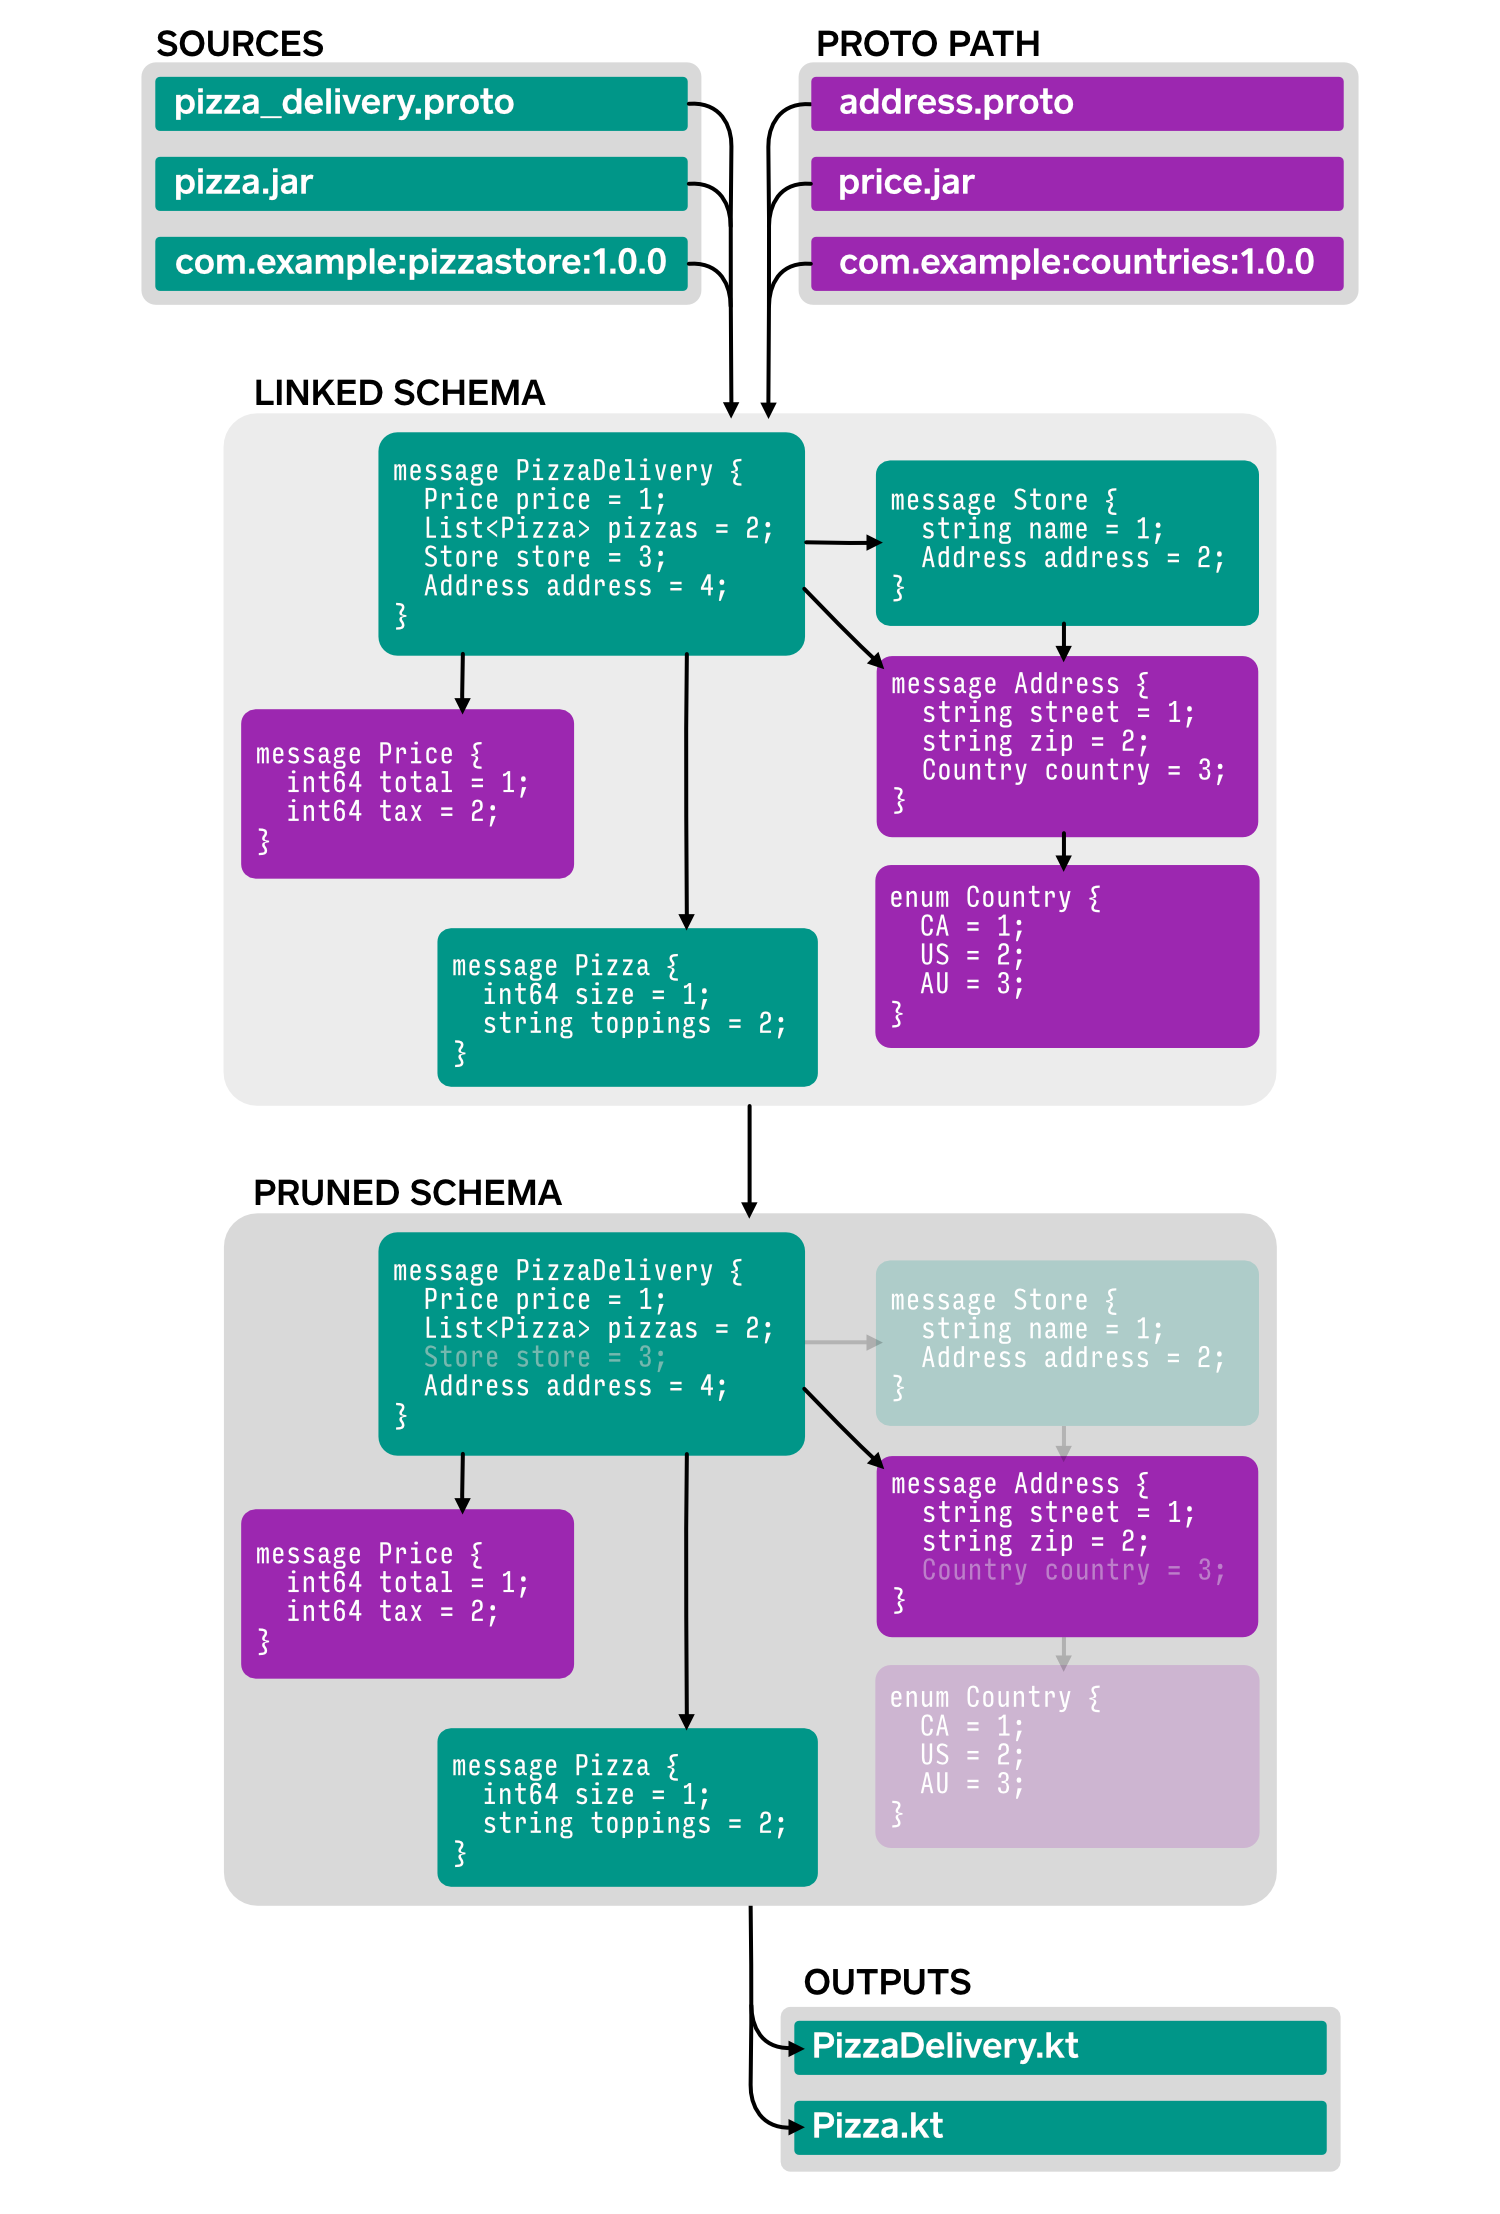 SOURCES
pizza_delivery.proto
pizza.jar
com.example:pizzastore:1.0.0
PROTO PATH
address.proto
price.jar
com.example:countries:1.0.0
LINKED SCHEMA
message PizzaDelivery {
  Price price = 1;
  List<Pizza> pizzas = 2;
  Store store = 3;
  Address address = 4;
}
message Store {
  string name = 1;
  Address address = 2;
}
message Price {
  int64 total = 1;
  int64 tax = 2;
}
message Address {
  string street = 1;
  string zip = 2;
  Country country = 3;
}
message Pizza {
  int64 size = 1;
  string toppings = 2;
}
enum Country {
  CA = 1;
  US = 2;
  AU = 3;
}
PRUNED SCHEMA
message PizzaDelivery {
  Price price = 1;
  List<Pizza> pizzas = 2;
  Store store = 3;
  Address address = 4;
}
message Store {
  string name = 1;
  Address address = 2;
}
message Price {
  int64 total = 1;
  int64 tax = 2;
}
message Address {
  string street = 1;
  string zip = 2;
  Country country = 3;
}
message Pizza {
  int64 size = 1;
  string toppings = 2;
}
enum Country {
  CA = 1;
  US = 2;
  AU = 3;
}
OUTPUTS
PizzaDelivery.kt
Pizza.kt